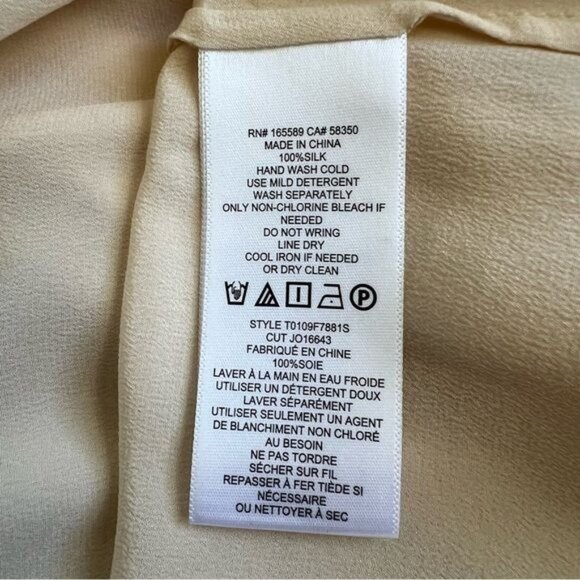 RN# 165589 CA# 58350
MADE IN CHINA
100%SILK
HAND WASH COLD
USE MILD DETERGENT
WASH SEPARATELY
ONLY NON-CHLORINE BLEACH IF
NEEDED
DO NOT WRING
LINE DRY
COOL IRON IF NEEDED
OR DRY CLEAN
P
STYLE T0109F7881S
CUT JO16643
FABRIQUÉ EN CHINE
100%SOIE
LAVER À LA MAIN EN EAU FROIDE
UTILISER UN DÉTERGENT DOUX
LAVER SÉPARÉMENT
UTILISER SEULEMENT UN AGENT
DE BLANCHIMENT NON CHLORÉ
AU BESOIN
NE PAS TORDRE
SÉCHER SUR FIL
REPASSER À FER TIÈDE SI
NÉCESSAIRE
OU NETTOYER À SEC